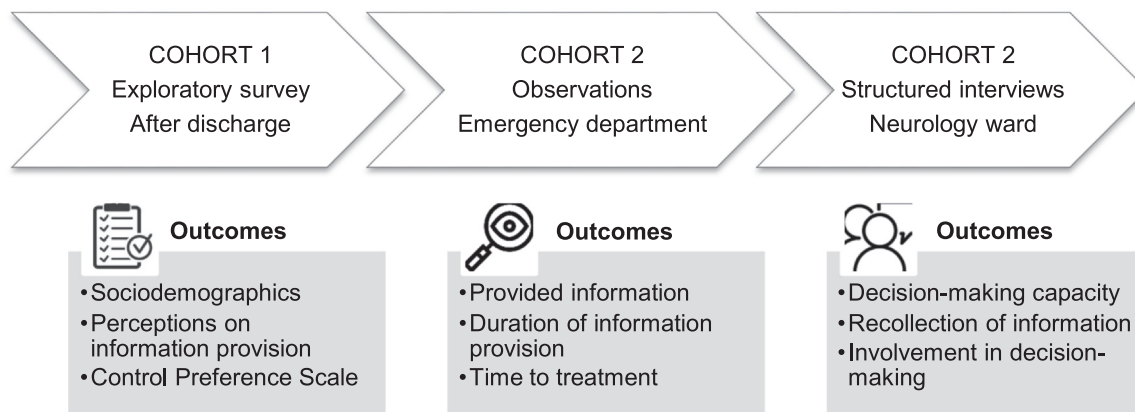 COHORT 1
Exploratory survey
After discharge
COHORT 2
Observations
Emergency department
COHORT 2
Structured interviews
Neurology ward
Outcomes
•Sociodemographics
•Perceptions on
information provision
•Control Preference Scale
Outcomes
•Provided information
•Duration of information
provision
•Time to treatment
Outcomes
•Decision-making capacity
•Recollection of information
•Involvement in decision-
making